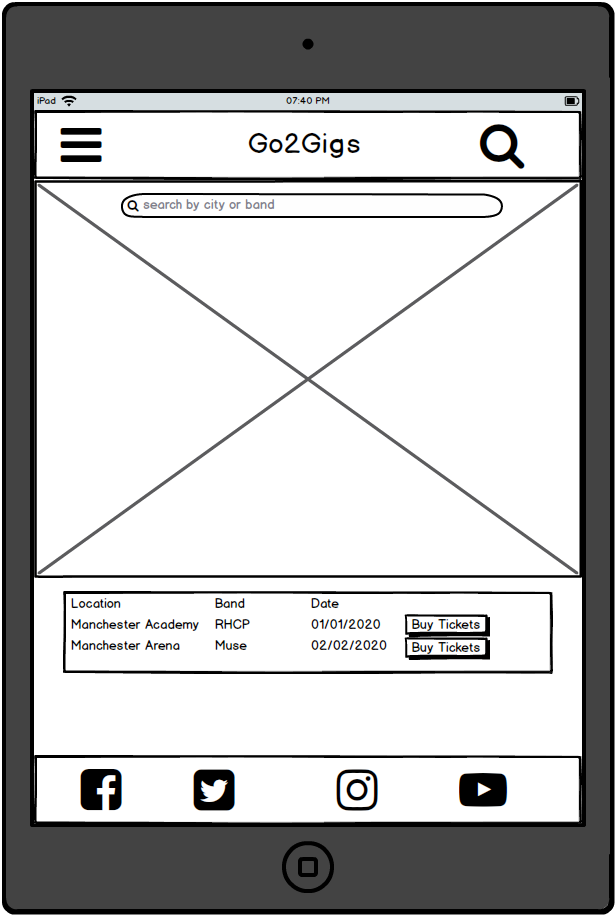 iPad 07:40 PM
Go2Gigs
search by city or band
Location Band Date
Manchester Academy RHCP 01/01/2020 Buy Tickets
Manchester Arena Muse 02/02/2020 Buy Tickets